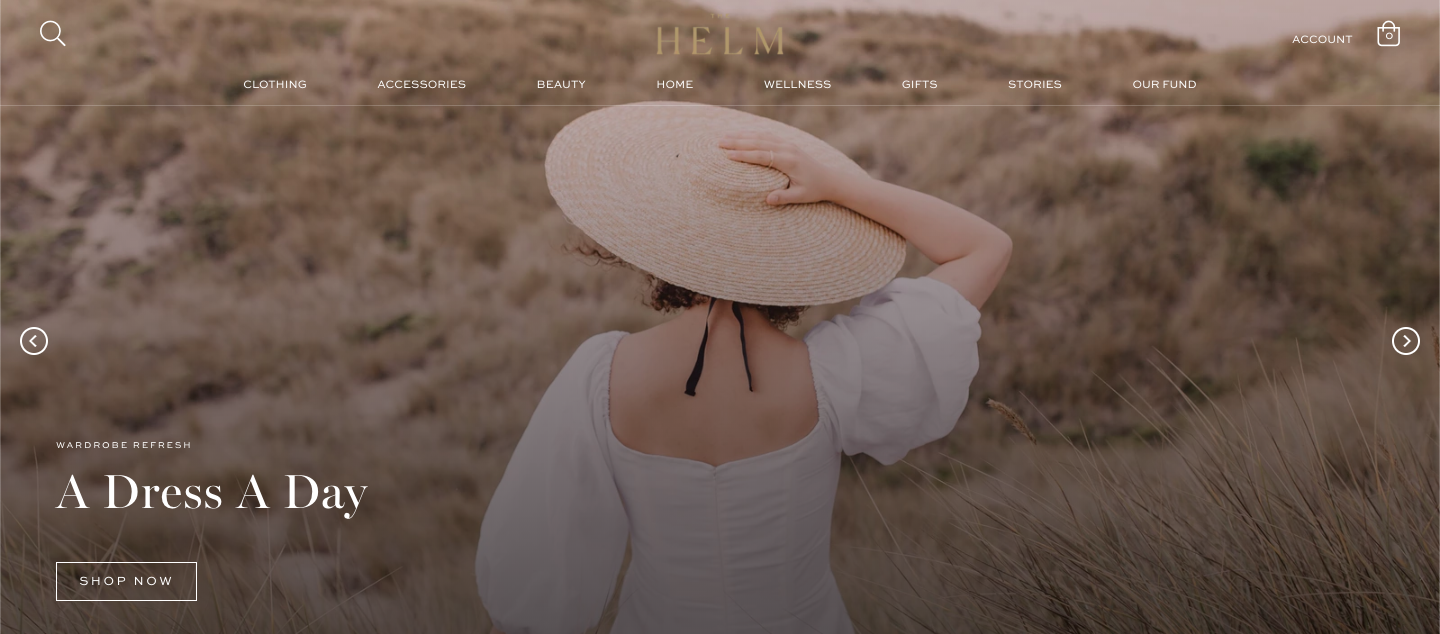 HELM
ACCOUNT
0
CLOTHING ACCESSORIES BEAUTY HOME WELLNESS GIFTS STORIES OUR FUND
WARDROBE REFRESH
A Dress A Day
SHOP NOW